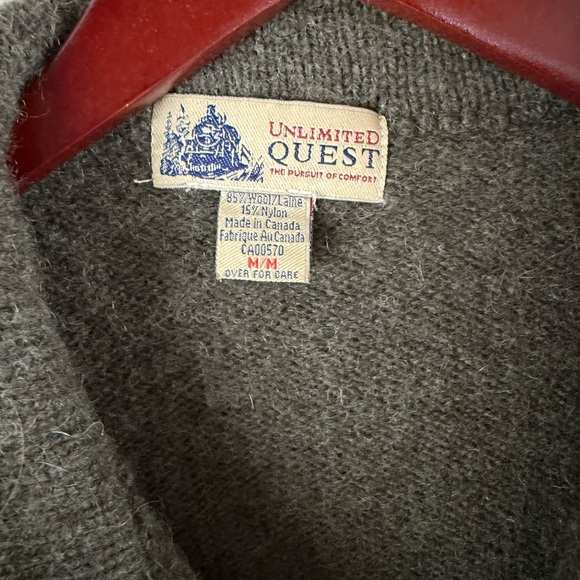 UNLIMITED
QUEST
THE PURSUIT OF COMFORT
85% Wool/Laine
15% Nylon
Made in Canada
Fabrique Au Canada
CA00570
M/M
OVER FOR CARE